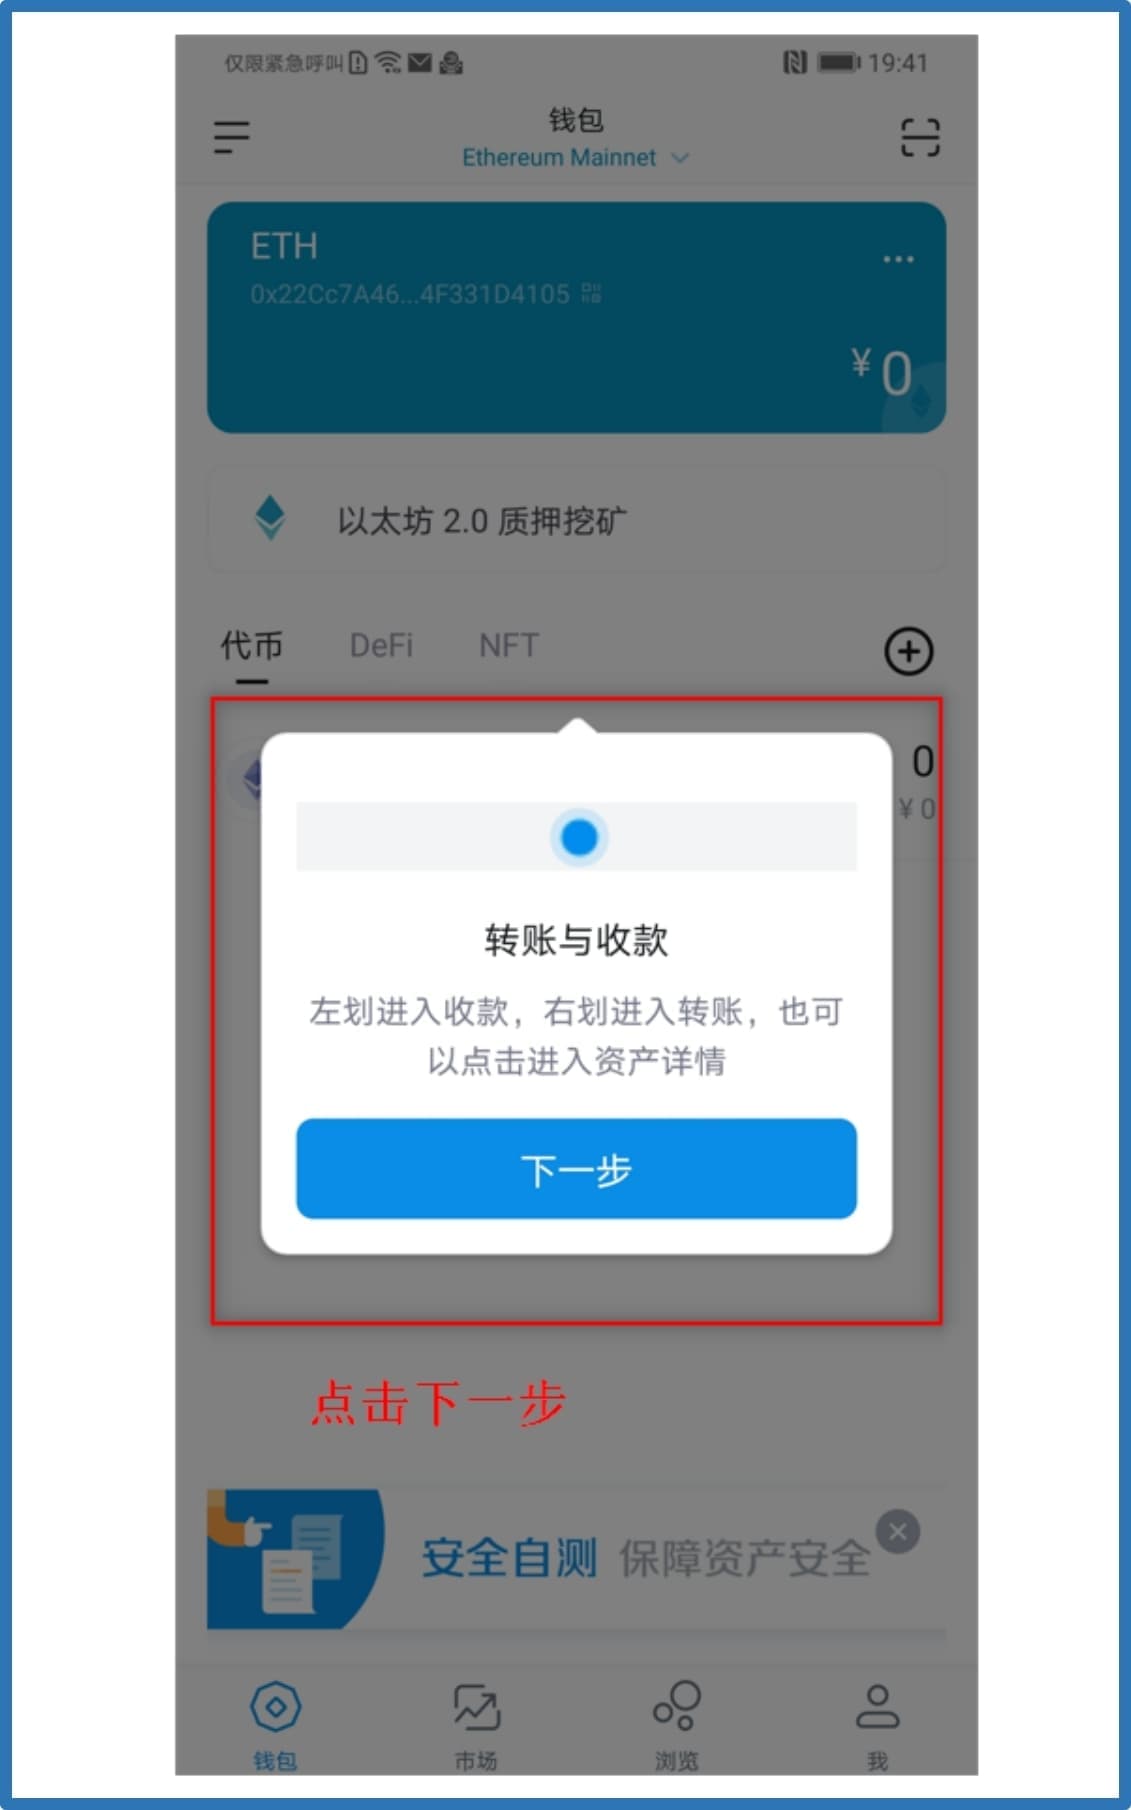 仅限紧急呼叫 19:41
钱包
Ethereum Mainnet
ETH
0x22Cc7A46...4F331D4105
...
¥ 0
以太坊 2.0 质押挖矿
代币 DeFi NFT
0
¥ 0
转账与收款
左划进入收款，右划进入转账，也可
以点击进入资产详情
下一步
点击下一步
安全自测 保障资产安全
钱包 市场 浏览 我